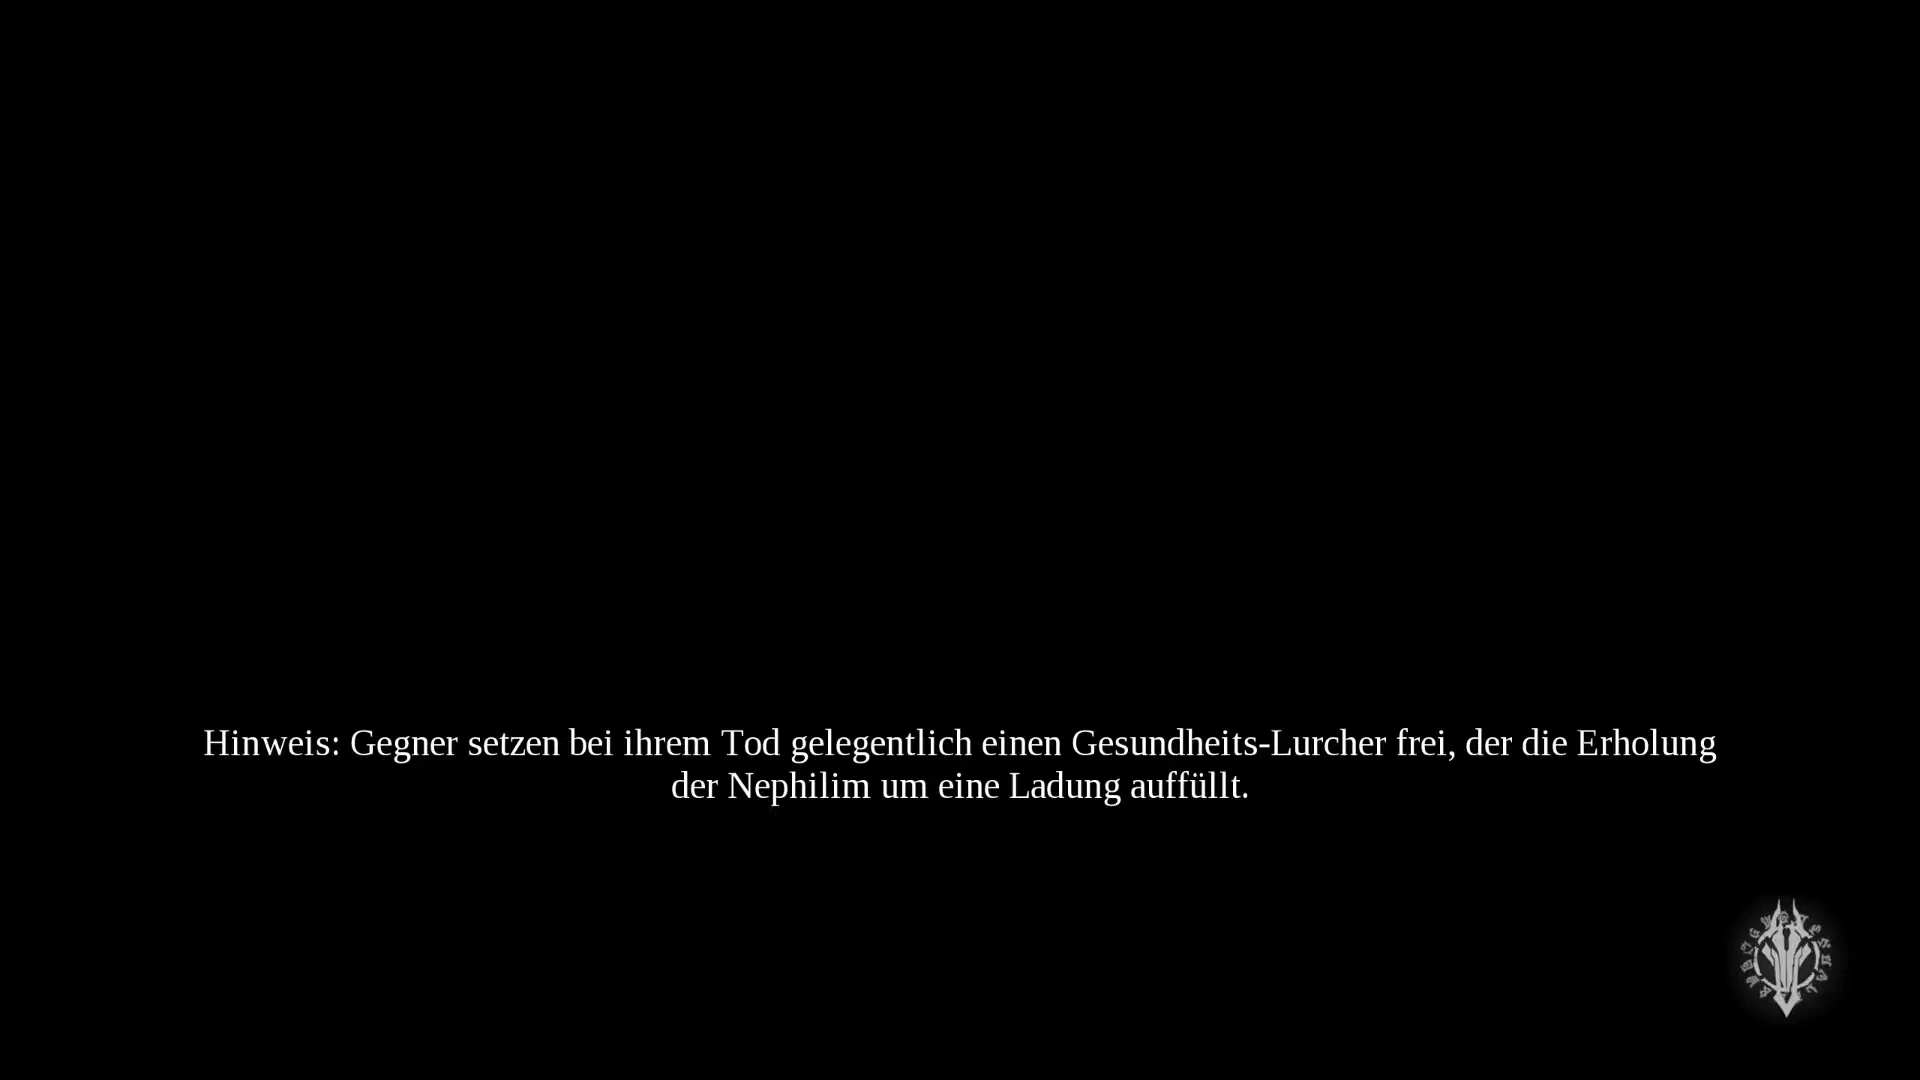 Hinweis: Gegner setzen bei ihrem Tod gelegentlich einen Gesundheits-Lurcher frei, der die Erholung
der Nephilim um eine Ladung auffüllt.